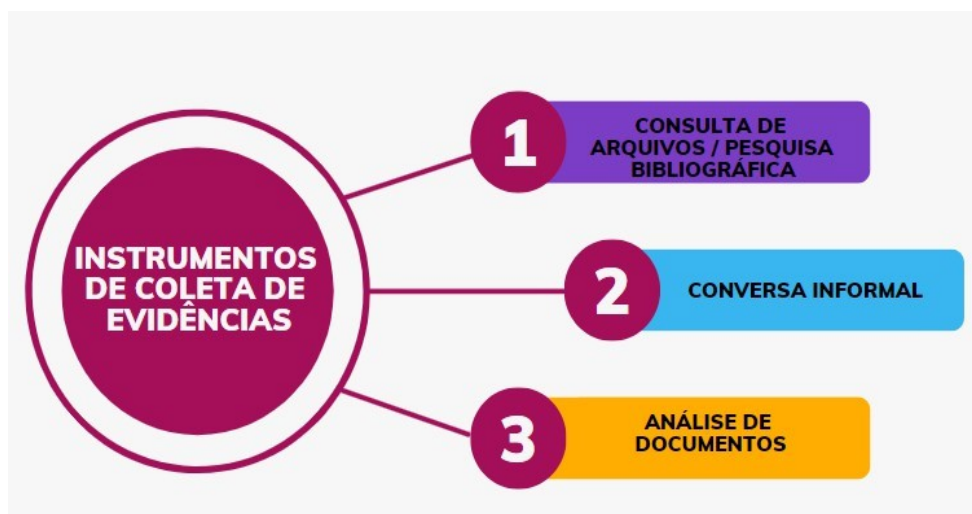 INSTRUMENTOS
DE COLETA DE
EVIDÊNCIAS
1
CONSULTA DE
ARQUIVOS / PESQUISA
BIBLIOGRÁFICA
2
CONVERSA INFORMAL
3
ANÁLISE DE
DOCUMENTOS